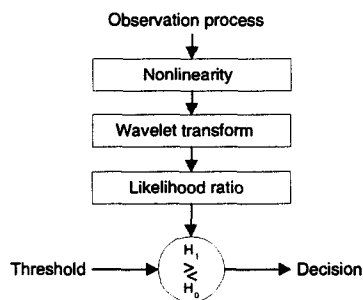 Observation process
Nonlinearity
Wavelet transform
Likelihood ratio
H₁
Threshold ≷ Decision
H₀